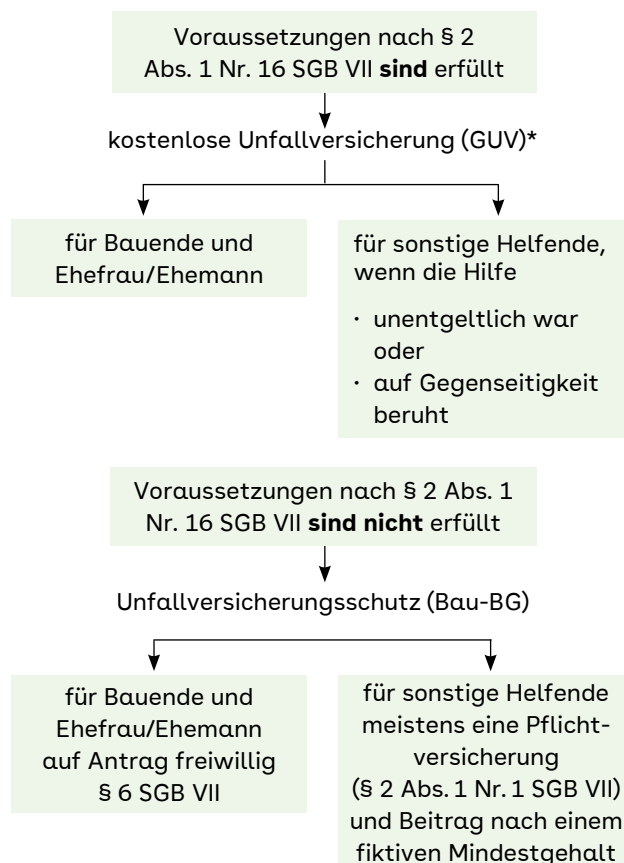 Voraussetzungen nach § 2
Abs. 1 Nr. 16 SGB VII sind erfüllt
kostenlose Unfallversicherung (GUV)*
für Bauende und
Ehefrau/Ehemann
für sonstige Helfende,
wenn die Hilfe
· unentgeltlich war
oder
· auf Gegenseitigkeit
beruht
Voraussetzungen nach § 2 Abs. 1
Nr. 16 SGB VII sind nicht erfüllt
Unfallversicherungsschutz (Bau-BG)
für Bauende und
Ehefrau/Ehemann
auf Antrag freiwillig
§ 6 SGB VII
für sonstige Helfende
meistens eine Pflicht-
versicherung
(§ 2 Abs. 1 Nr. 1 SGB VII)
und Beitrag nach einem
fiktiven Mindestgehalt